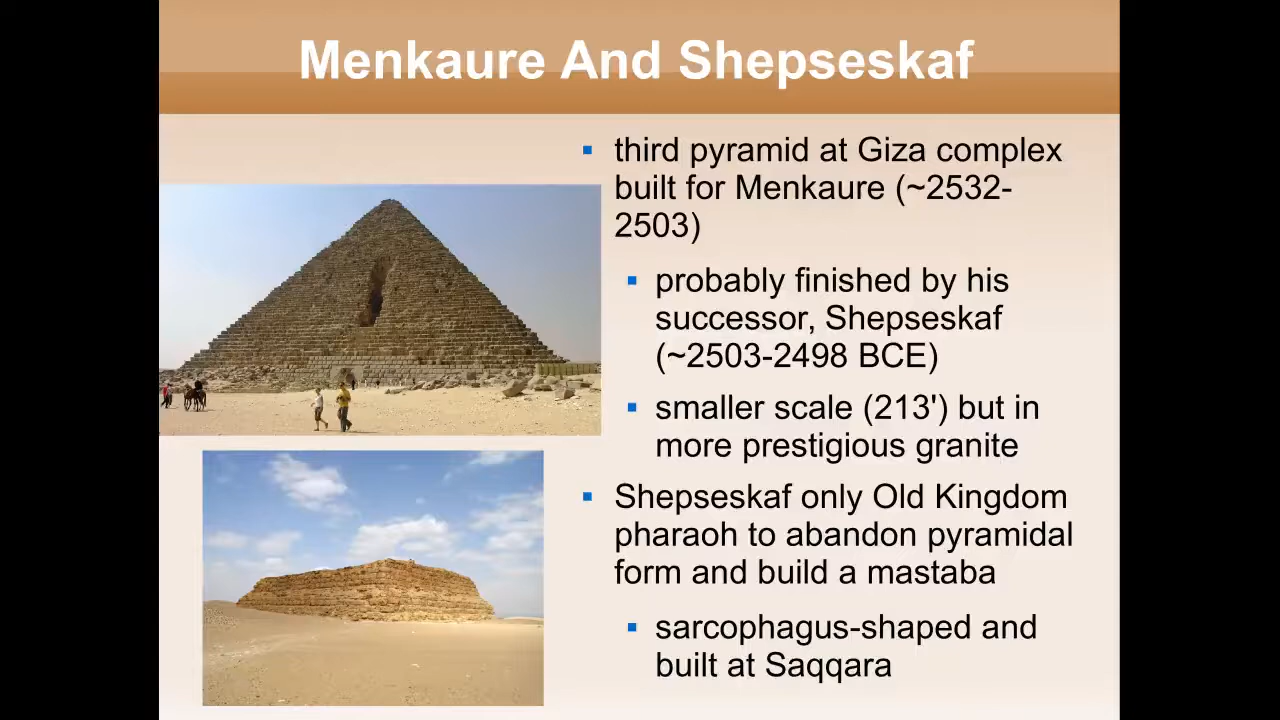 Menkaure And Shepseskaf
third pyramid at Giza complex
built for Menkaure (~2532-
2503)
probably finished by his
successor, Shepseskaf
(~2503-2498 BCE)
smaller scale (213') but in
more prestigious granite
Shepseskaf only Old Kingdom
pharaoh to abandon pyramidal
form and build a mastaba
sarcophagus-shaped and
built at Saqqara